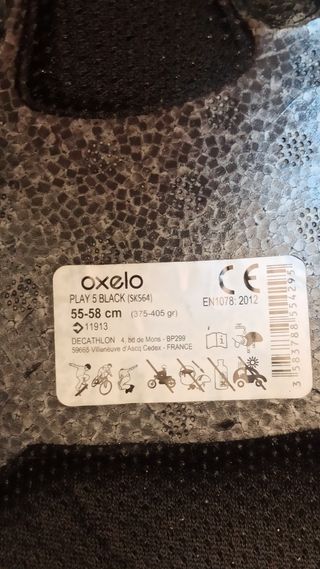 oxelo
CE
PLAY 5 BLACK (SK564)
EN1078: 2012
55-58 cm (375-405 gr)
11913
DECATHLON 4, bd de Mons - BP299
59665 Villeneuve d'Ascq Cedex - FRANCE
3583788554295